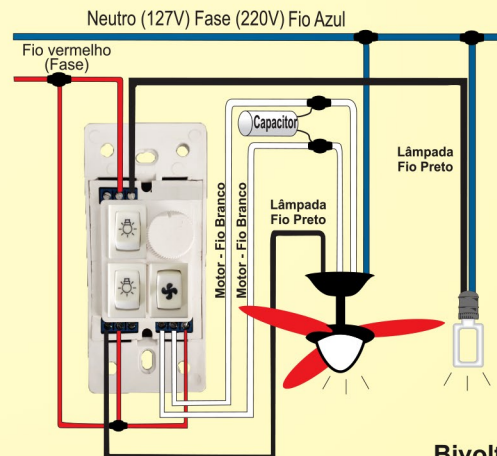 Neutro (127V) Fase (220V) Fio Azul
Fio vermelho
(Fase)
Capacitor
Lâmpada
Fio Preto
Lâmpada
Fio Preto
Motor - Fio Branco
Motor - Fio Branco
Bivolt